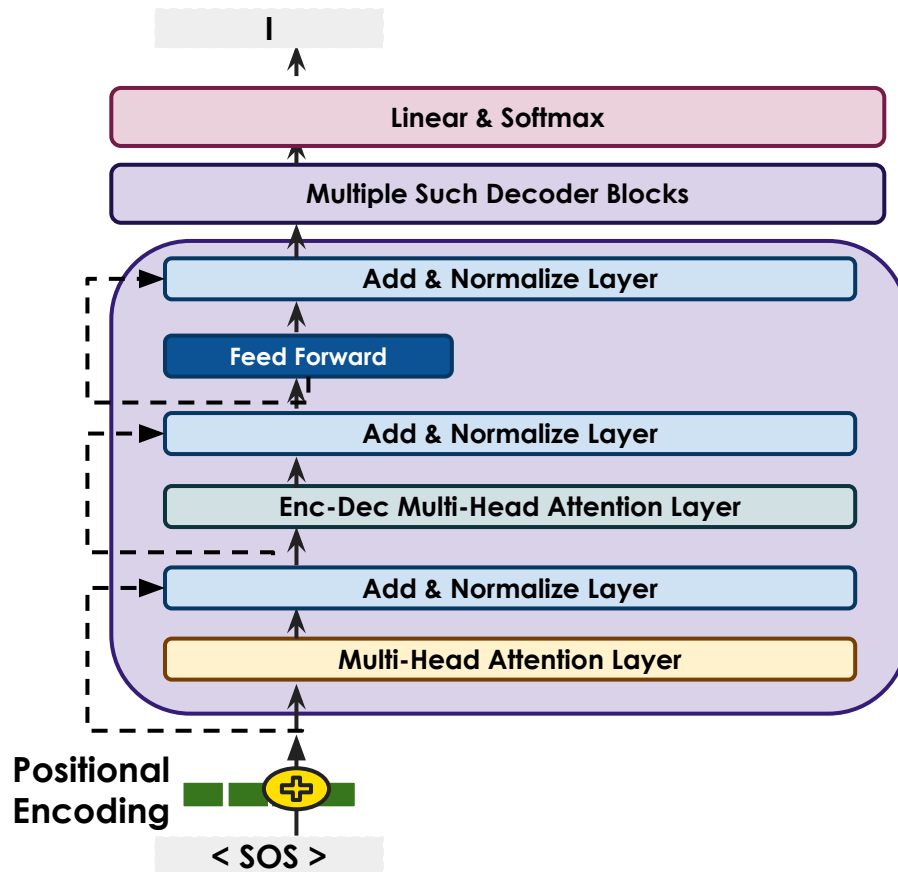 I
Linear & Softmax
Multiple Such Decoder Blocks
Add & Normalize Layer
Feed Forward
Add & Normalize Layer
Enc-Dec Multi-Head Attention Layer
Add & Normalize Layer
Multi-Head Attention Layer
Positional
Encoding
< SOS >